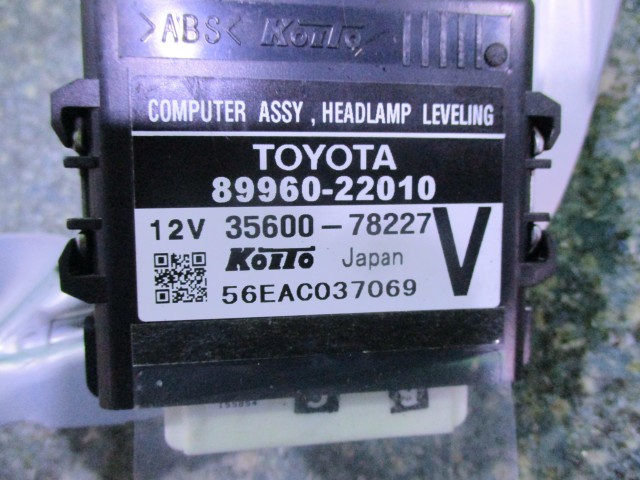 >ABS< KOITO
COMPUTER ASSY, HEADLAMP LEVELING
TOYOTA
89960-22010
12V 35600-78227 V
KOITO Japan
56EAC037069